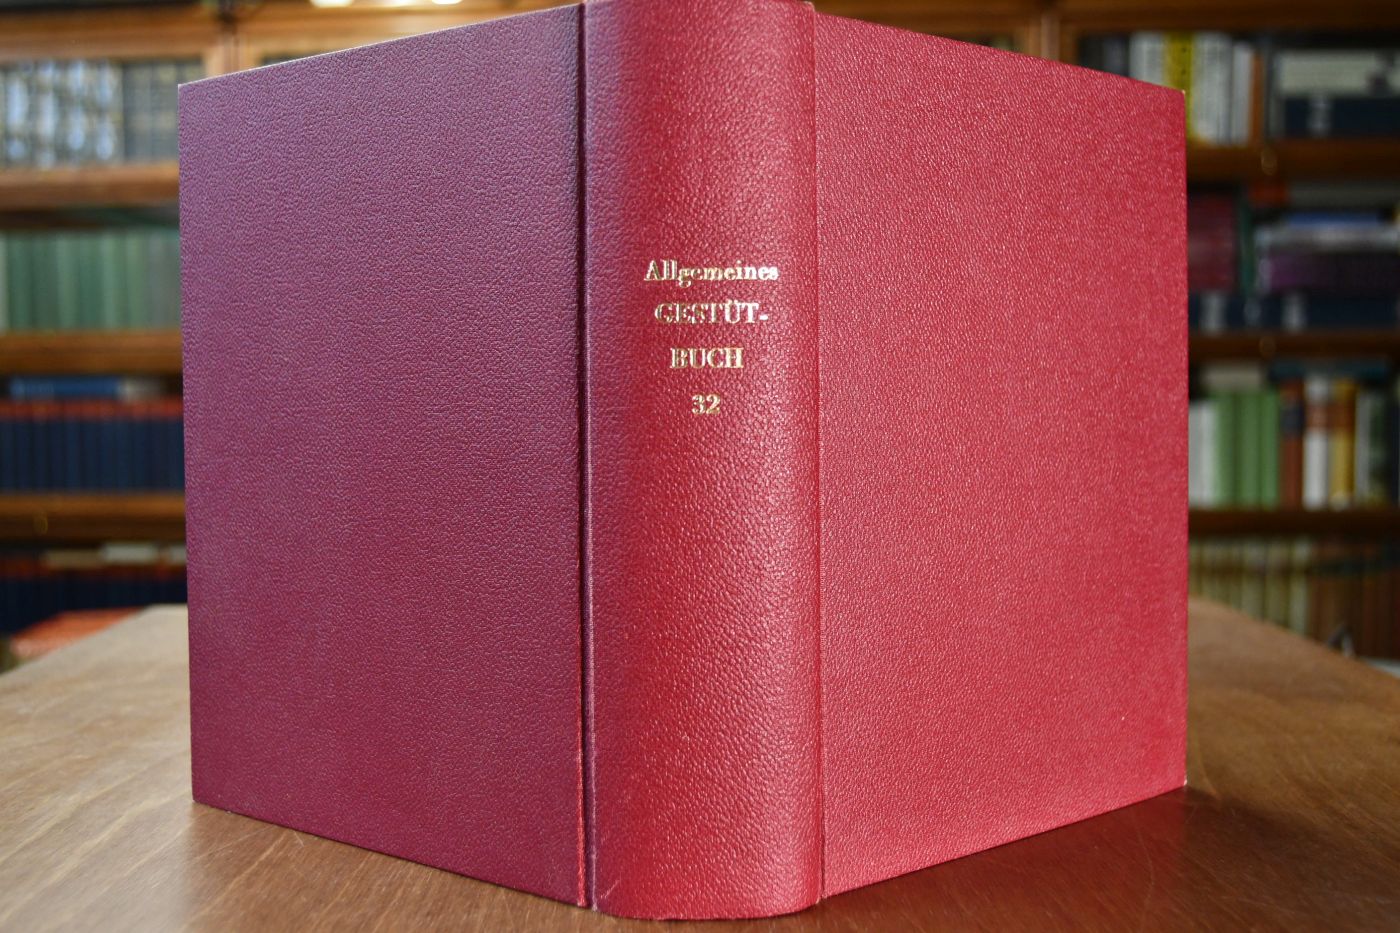 Allgemeines
GESTÜT-
BUCH
32